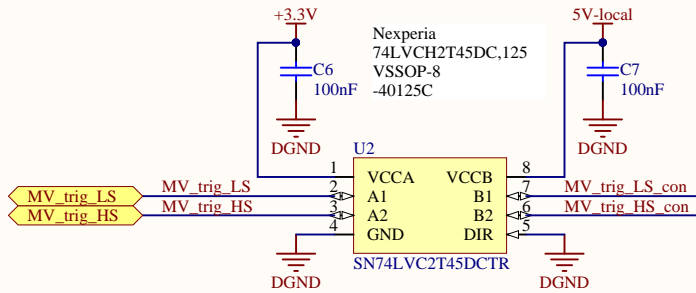 +3.3V
5V-local
Nexperia
74LVCH2T45DC,125
VSSOP-8
-40125C
C6
100nF
C7
100nF
DGND
DGND
U2
1
8
VCCA
VCCB
MV_trig_LS
MV_trig_LS
2
A1
B1
7
MV_trig_LS_con
MV_trig_HS
MV_trig_HS
3
A2
B2
6
MV_trig_HS_con
4
GND
DIR
5
SN74LVC2T45DCTR
DGND
DGND